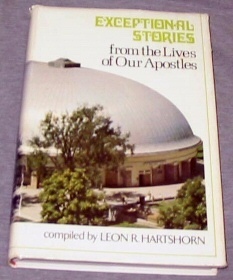 EXCEPTIONAL
STORIES
from the Lives
of Our Apostles
compiled by LEON R. HARTSHORN